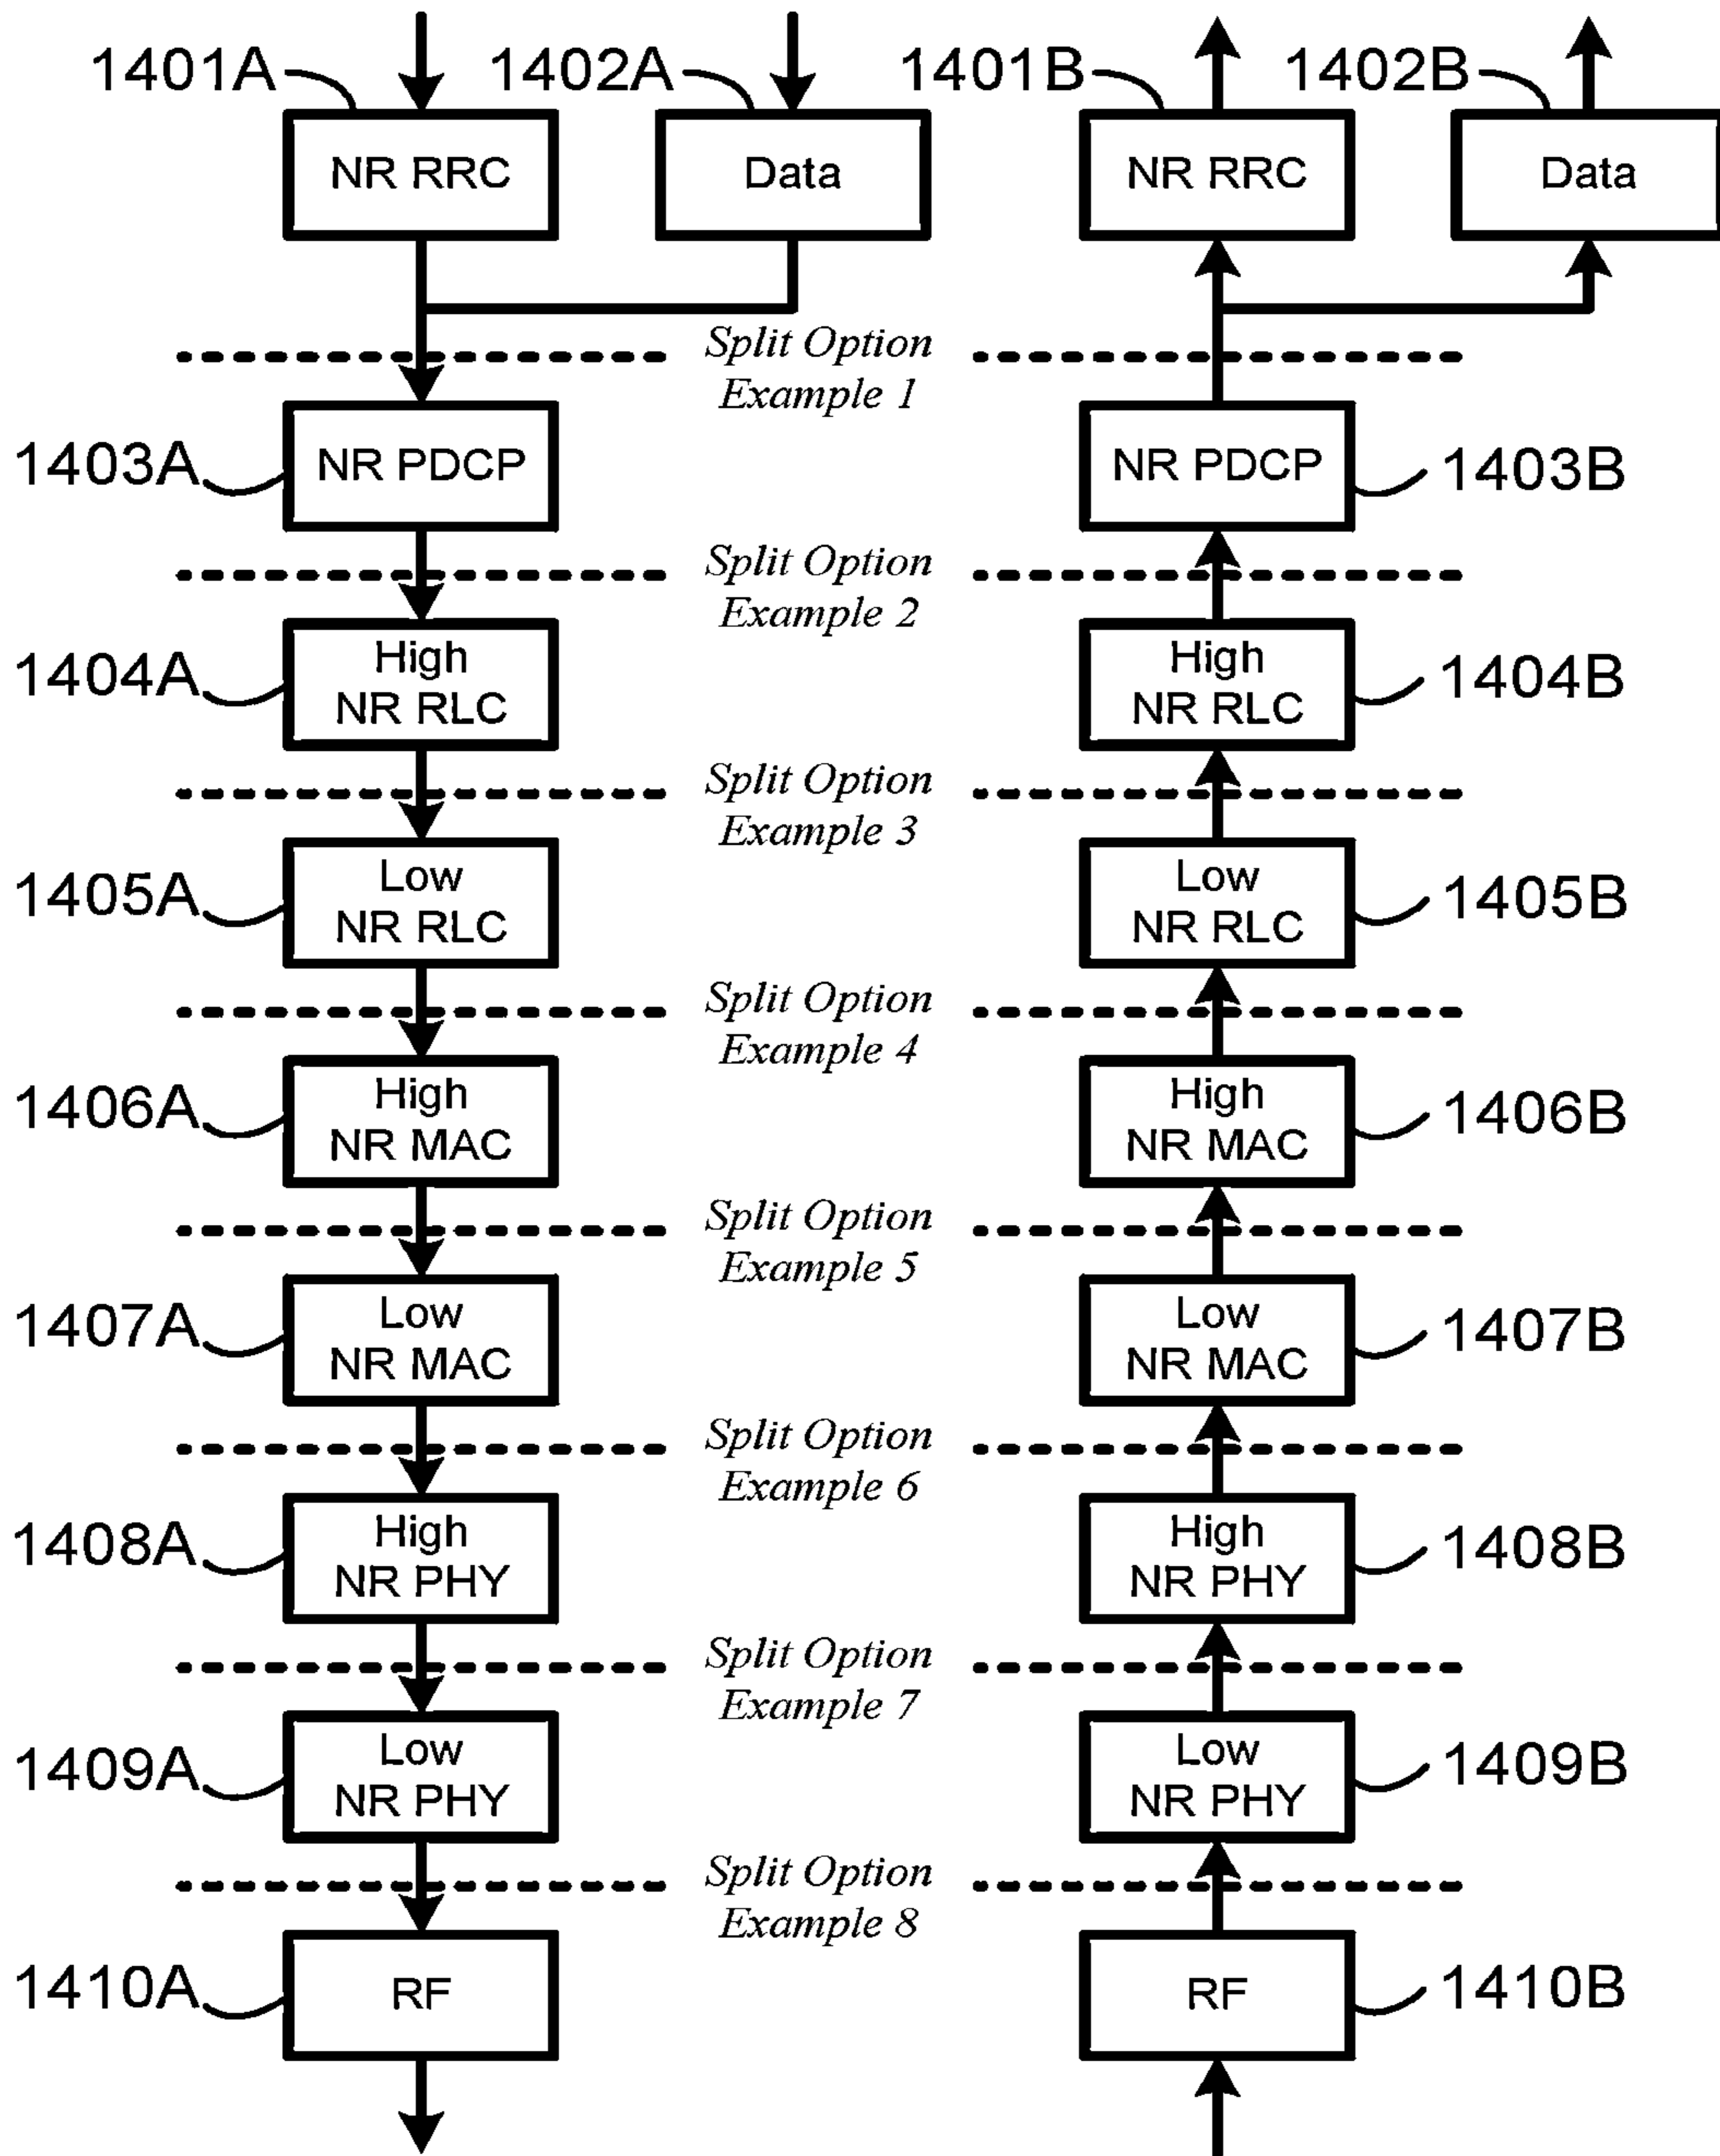 1401A 1402A 1401B 1402B
NR RRC Data NR RRC Data
Split Option
Example 1
1403A NR PDCP NR PDCP 1403B
Split Option
Example 2
1404A High NR RLC High NR RLC 1404B
Split Option
Example 3
1405A Low NR RLC Low NR RLC 1405B
Split Option
Example 4
1406A High NR MAC High NR MAC 1406B
Split Option
Example 5
1407A Low NR MAC Low NR MAC 1407B
Split Option
Example 6
1408A High NR PHY High NR PHY 1408B
Split Option
Example 7
1409A Low NR PHY Low NR PHY 1409B
Split Option
Example 8
1410A RF RF 1410B